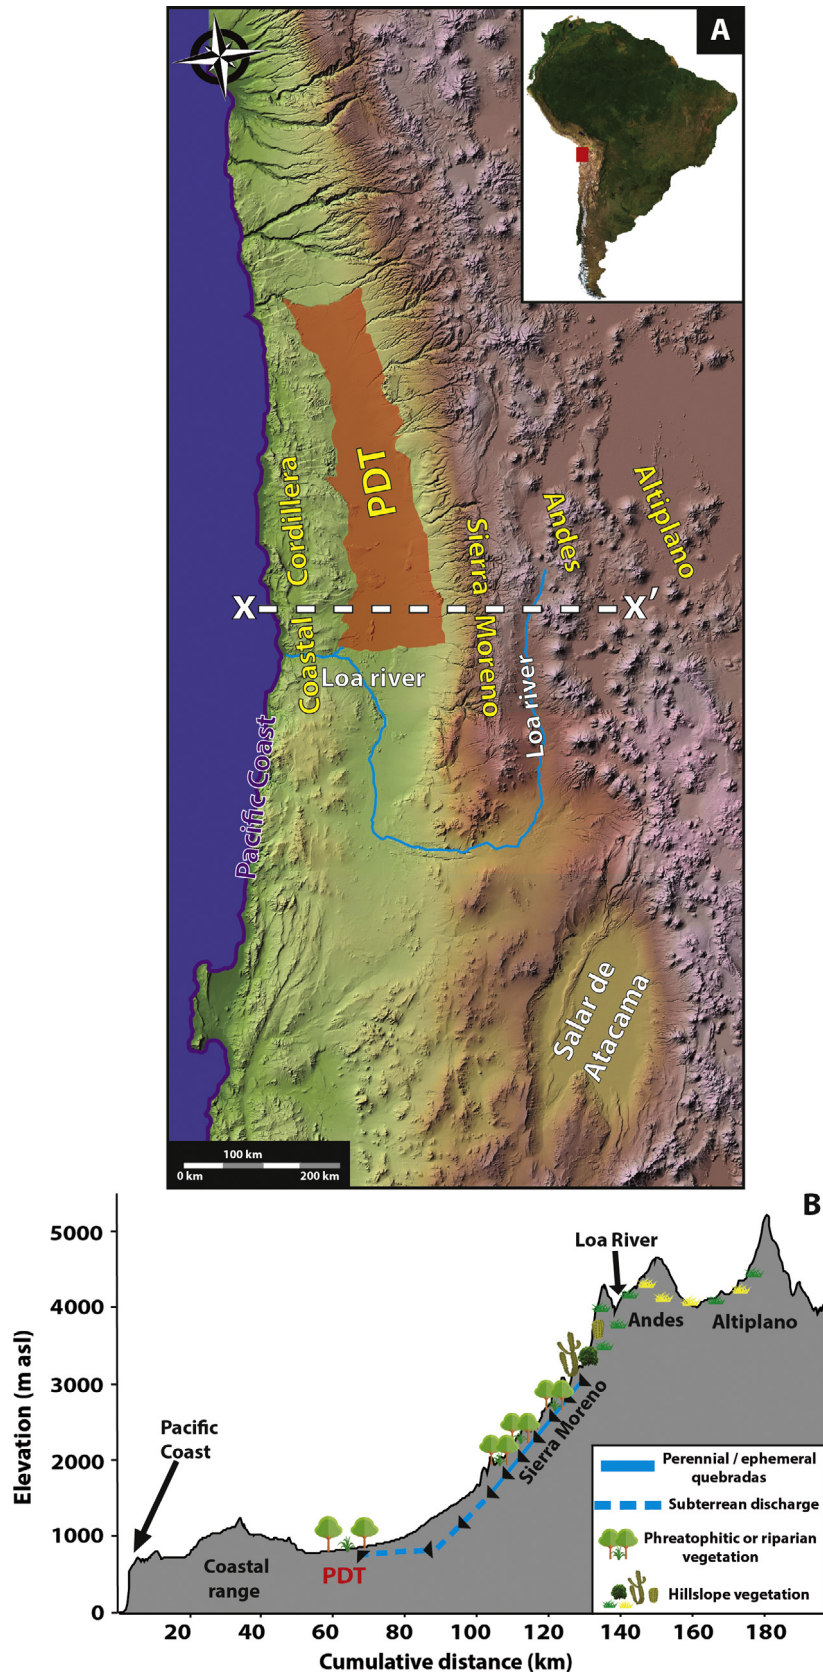 A
Coastal Cordillera
PDT
Sierra Moreno
Andes
Altiplano
X
X′
Loa river
Loa river
Pacific Coast
Salar de
Atacama
100 km
0 km
200 km
B
Elevation (m asl)
5000
4000
3000
2000
1000
0
Loa River
Andes
Altiplano
Sierra Moreno
Pacific
Coast
Coastal
range
PDT
Perennial / ephemeral
quebradas
Subterrean discharge
Phreatophitic or riparian
vegetation
Hillslope vegetation
20
40
60
80
100
120
140
160
180
Cumulative distance (km)